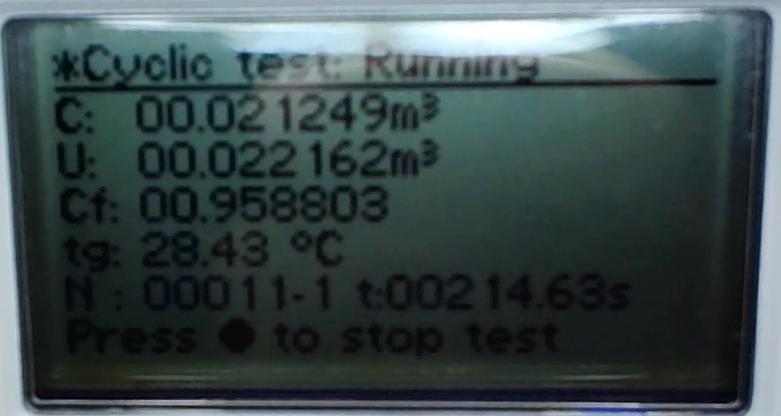 *Cyclic test: Running
C: 00.021249m³
U: 00.022162m³
Cf: 00.958803
tg: 28.43 °C
N : 00011-1 t:00214.63s
Press ● to stop test